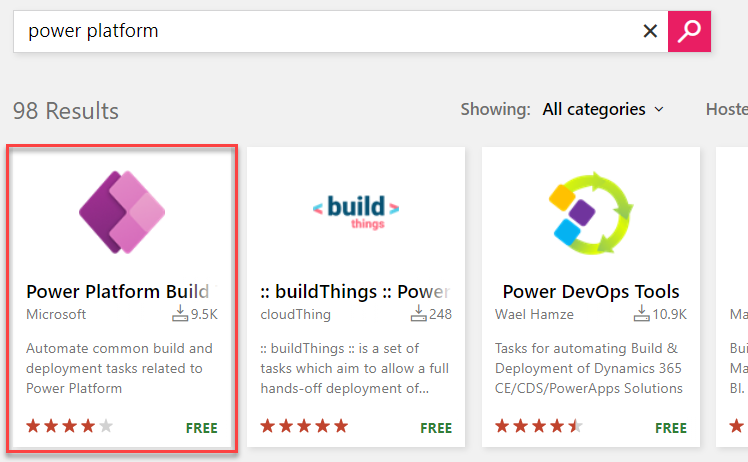 power platform
98 Results
Showing: All categories
Hoste
Power Platform Build
Microsoft
9.5K
Automate common build and
deployment tasks related to
Power Platform
FREE
< build >
things
:: buildThings :: Power
cloudThing
248
:: buildThings :: is a set of
tasks which aim to allow a full
hands-off deployment of...
FREE
Power DevOps Tools
Wael Hamze
10.9K
Tasks for automating Build &
Deployment of Dynamics 365
CE/CDS/PowerApps Solutions
FREE
Ma
Bui
Ma
BI.